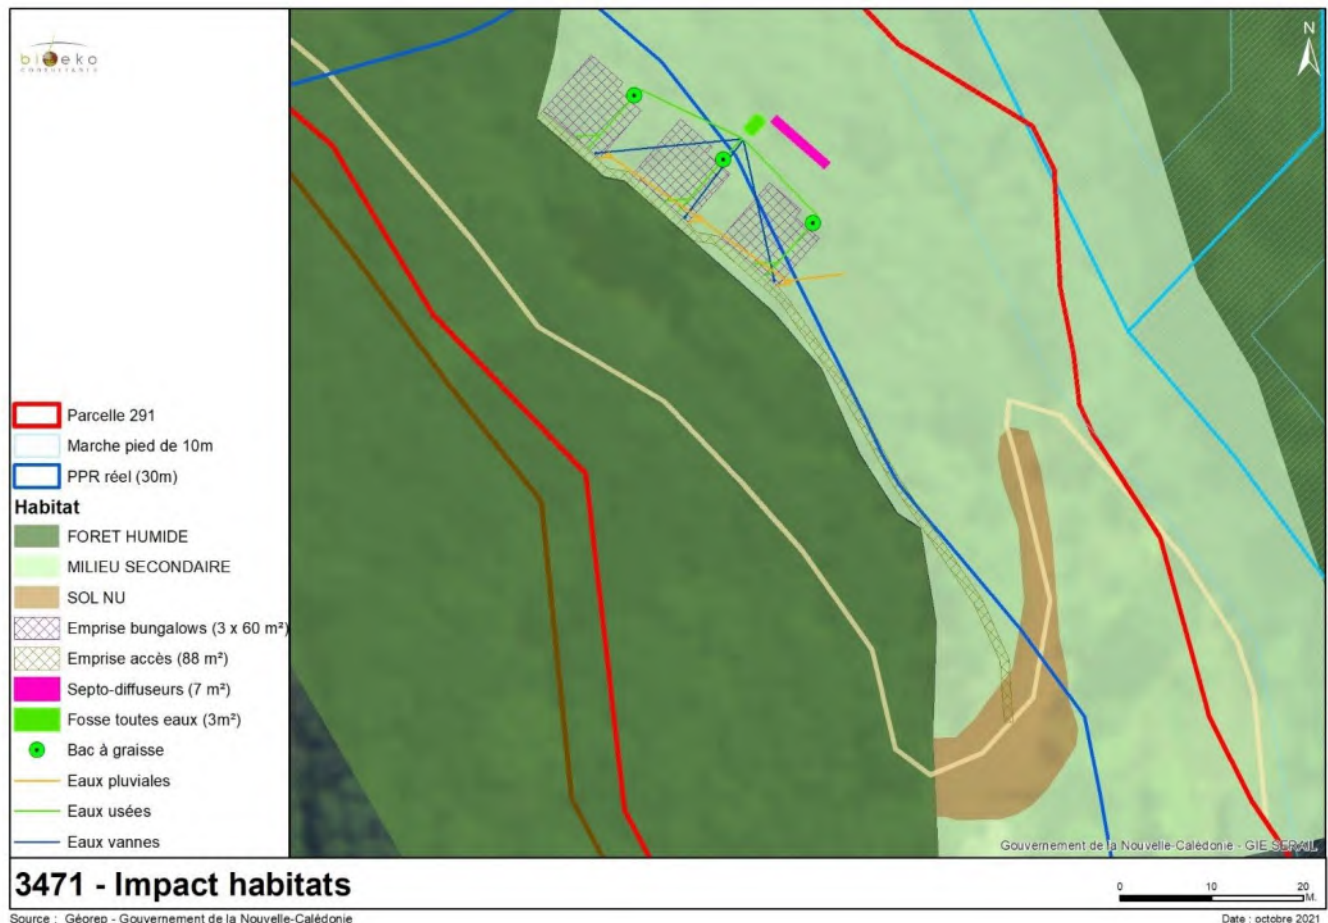 bioeko
CONSULTANTS
N
Parcelle 291
Marche pied de 10m
PPR réel (30m)
Habitat
FORET HUMIDE
MILIEU SECONDAIRE
SOL NU
Emprise bungalows (3 x 60 m²)
Emprise accès (88 m²)
Septo-diffuseurs (7 m²)
Fosse toutes eaux (3m²)
Bac à graisse
Eaux pluviales
Eaux usées
Eaux vannes
Gouvernement de la Nouvelle-Calédonie - GIE SERAIL
3471 - Impact habitats
0 10 20
M.
Source : Géorep - Gouvernement de la Nouvelle-Calédonie
Date : octobre 2021